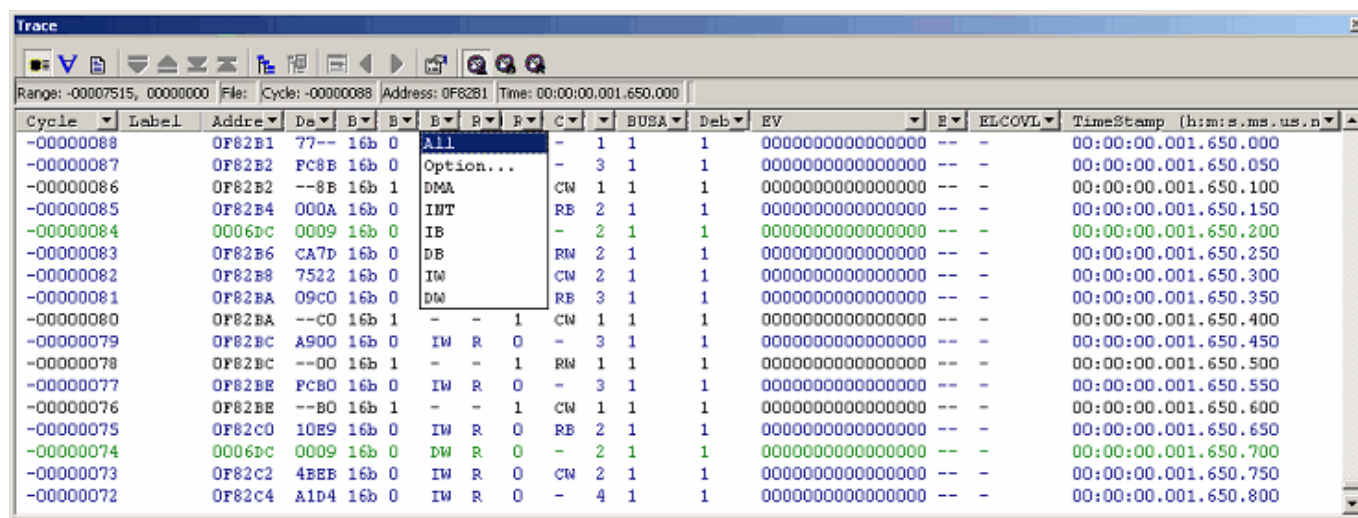 Trace
Range: -00007515, 00000000 File: Cycle: -00000088 Address: 0F82B1 Time: 00:00:00.001.650.000
Cycle Label Addre Da B B B R R C BUSA Deb EV E ELCOVL TimeStamp (h:m:s.ms.us.n
-00000088 0F82B1 77-- 16b 0 All - 1 1 1 0000000000000000 -- - 00:00:00.001.650.000
-00000087 0F82B2 FC8B 16b 0 Option... - 3 1 1 0000000000000000 -- - 00:00:00.001.650.050
-00000086 0F82B2 --8B 16b 1 DMA CW 1 1 1 0000000000000000 -- - 00:00:00.001.650.100
-00000085 0F82B4 000A 16b 0 INT RB 2 1 1 0000000000000000 -- - 00:00:00.001.650.150
-00000084 0006DC 0009 16b 0 IB - 2 1 1 0000000000000000 -- - 00:00:00.001.650.200
-00000083 0F82B6 CA7D 16b 0 DB RW 2 1 1 0000000000000000 -- - 00:00:00.001.650.250
-00000082 0F82B8 7522 16b 0 IW CW 2 1 1 0000000000000000 -- - 00:00:00.001.650.300
-00000081 0F82BA 09C0 16b 0 DW RB 3 1 1 0000000000000000 -- - 00:00:00.001.650.350
-00000080 0F82BA --C0 16b 1 - - 1 CW 1 1 1 0000000000000000 -- - 00:00:00.001.650.400
-00000079 0F82BC A900 16b 0 IW R 0 - 3 1 1 0000000000000000 -- - 00:00:00.001.650.450
-00000078 0F82BC --00 16b 1 - - 1 RW 1 1 1 0000000000000000 -- - 00:00:00.001.650.500
-00000077 0F82BE FCB0 16b 0 IW R 0 - 3 1 1 0000000000000000 -- - 00:00:00.001.650.550
-00000076 0F82BE --B0 16b 1 - - 1 CW 1 1 1 0000000000000000 -- - 00:00:00.001.650.600
-00000075 0F82C0 10E9 16b 0 IW R 0 RB 2 1 1 0000000000000000 -- - 00:00:00.001.650.650
-00000074 0006DC 0009 16b 0 DW R 0 - 2 1 1 0000000000000000 -- - 00:00:00.001.650.700
-00000073 0F82C2 4BEB 16b 0 IW R 0 CW 2 1 1 0000000000000000 -- - 00:00:00.001.650.750
-00000072 0F82C4 A1D4 16b 0 IW R 0 - 4 1 1 0000000000000000 -- - 00:00:00.001.650.800